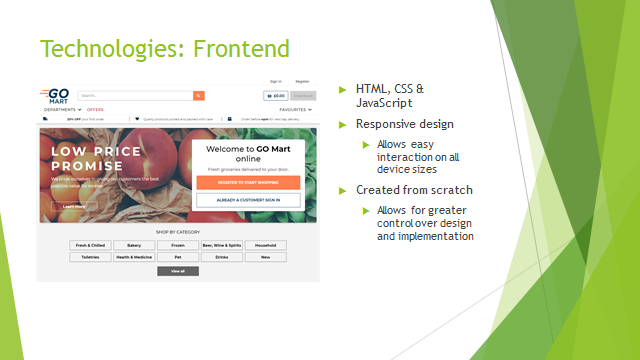 Technologies: Frontend
Sign in Register
GO
MART
Search...
£0.00 Checkout
DEPARTMENTS OFFERS FAVOURITES
20% OFF your first order Quality products picked and packed with care Order before 4pm for next day delivery
LOW PRICE
PROMISE
We pride ourselves in giving our customers the best
possible value for money.
Learn More
Welcome to GO Mart
online
Fresh groceries delivered to your door.
REGISTER TO START SHOPPING
ALREADY A CUSTOMER? SIGN IN
SHOP BY CATEGORY
Fresh & Chilled Bakery Frozen Beer, Wine & Spirits Household
Toiletries Health & Medicine Pet Drinks New
View all
HTML, CSS &
JavaScript
Responsive design
Allows easy
interaction on all
device sizes
Created from scratch
Allows for greater
control over design
and implementation